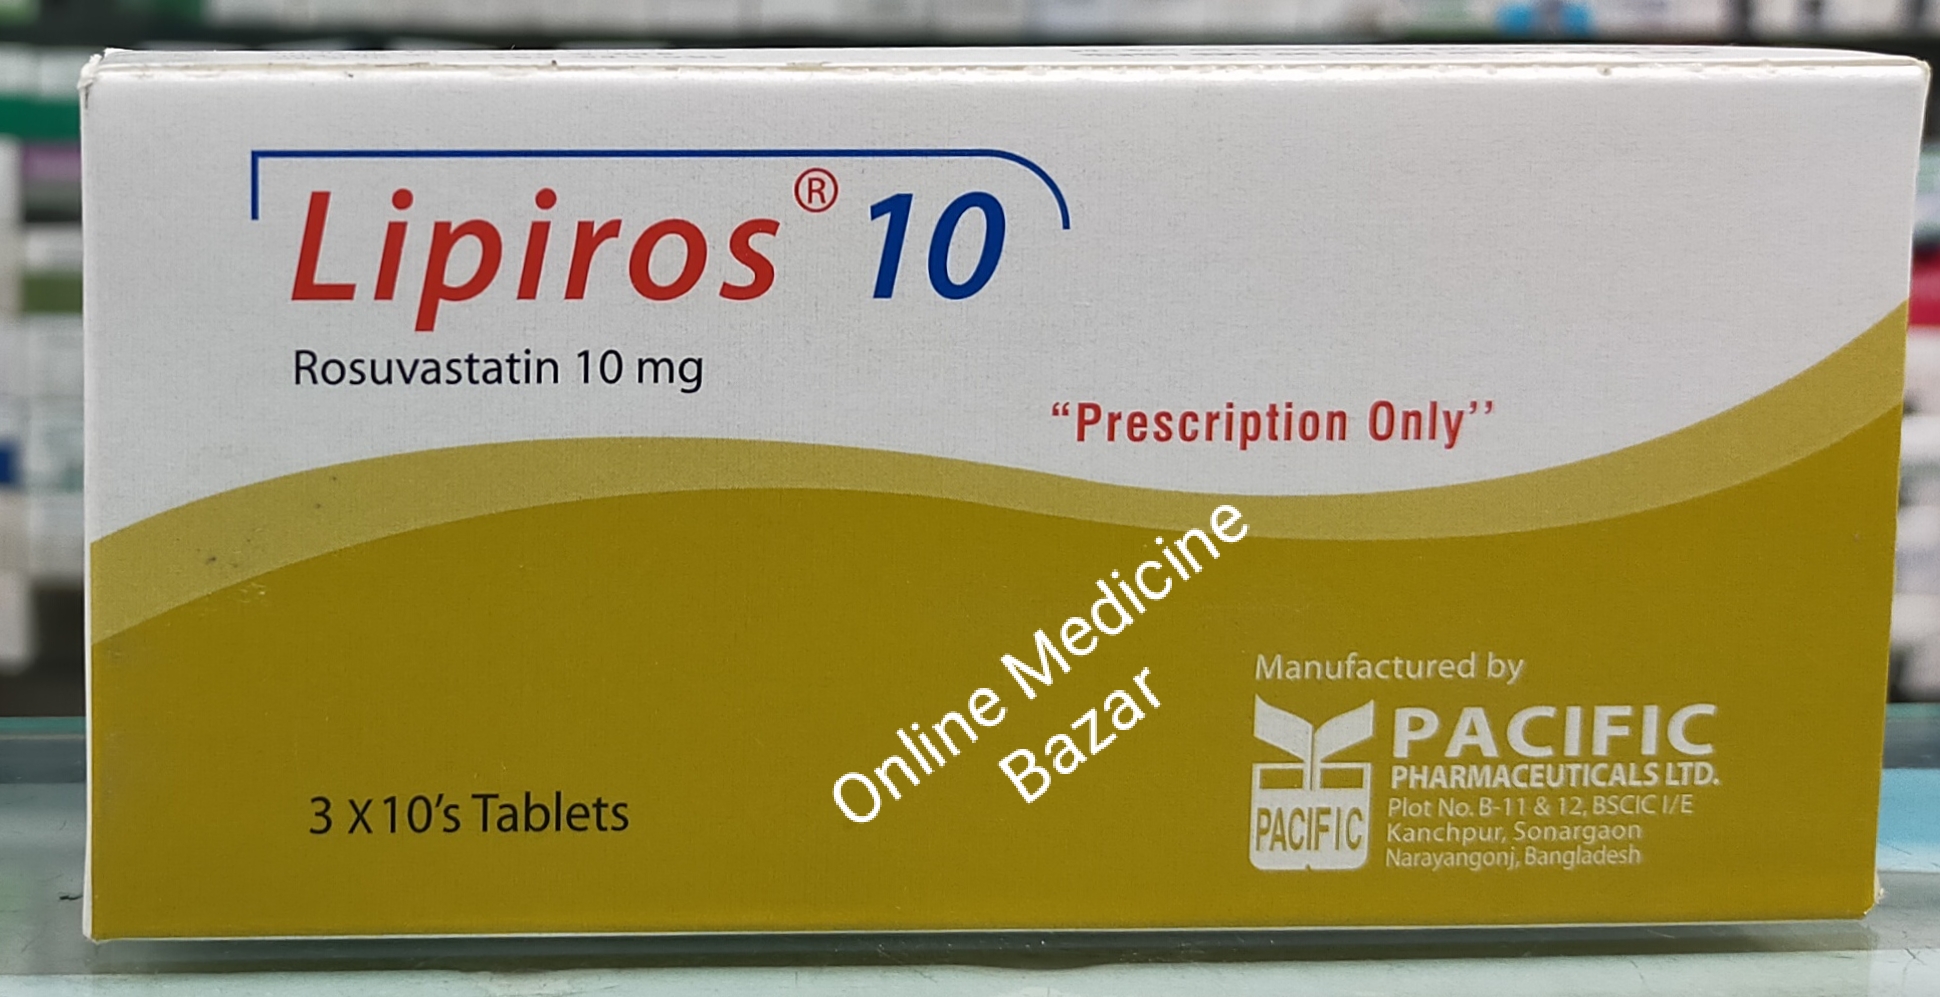 Lipiros® 10
Rosuvastatin 10 mg
“Prescription Only’’
Online Medicine
Bazar
3 X 10’s Tablets
Manufactured by
PACIFIC
PHARMACEUTICALS LTD.
Plot No. B-11 & 12, BSCIC I/E
Kanchpur, Sonargaon
Narayangonj, Bangladesh
PACIFIC